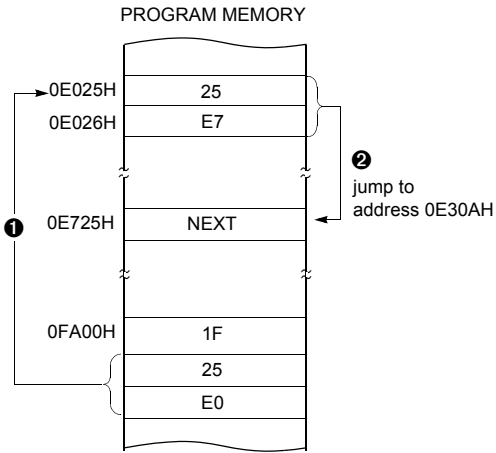 PROGRAM MEMORY
0E025H 25
0E026H E7
❷
jump to
address 0E30AH
❶
0E725H NEXT
0FA00H 1F
25
E0